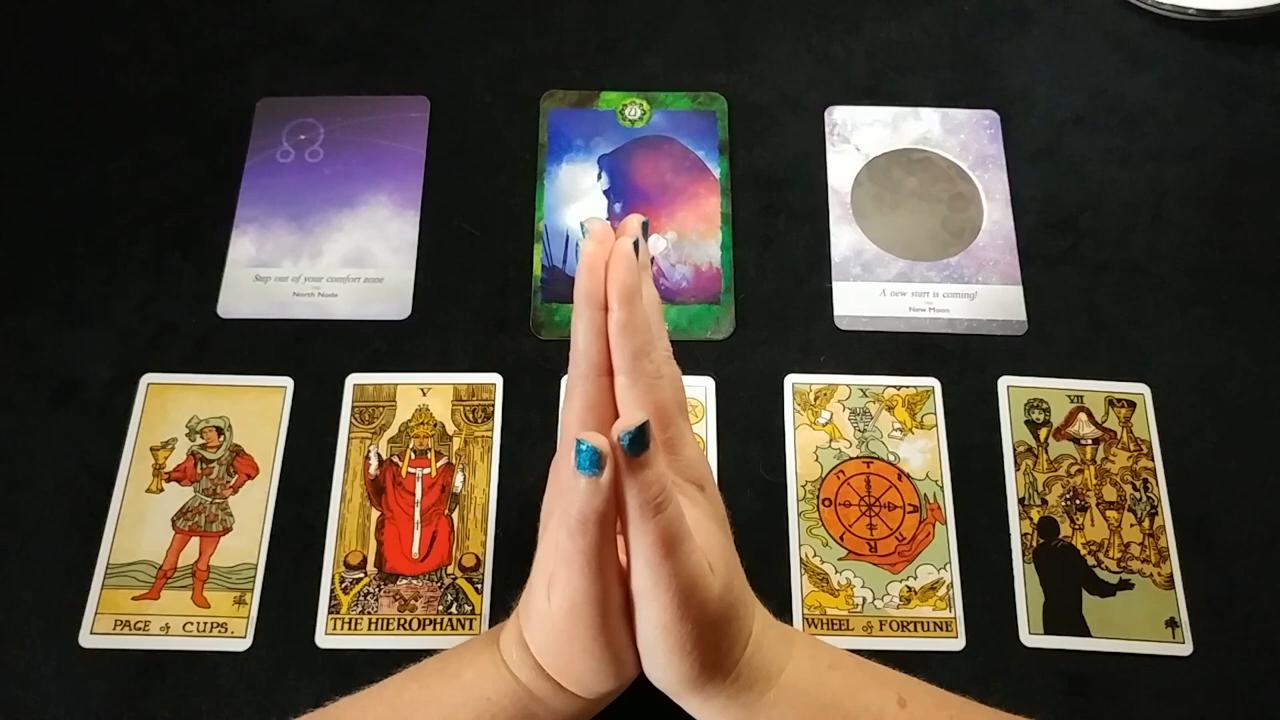 Step out of your comfort zone
North Node
A new start is coming!
New Moon
V
X
VII
T
A
R
O
PAGE of CUPS.
THE HIEROPHANT
WHEEL of FORTUNE